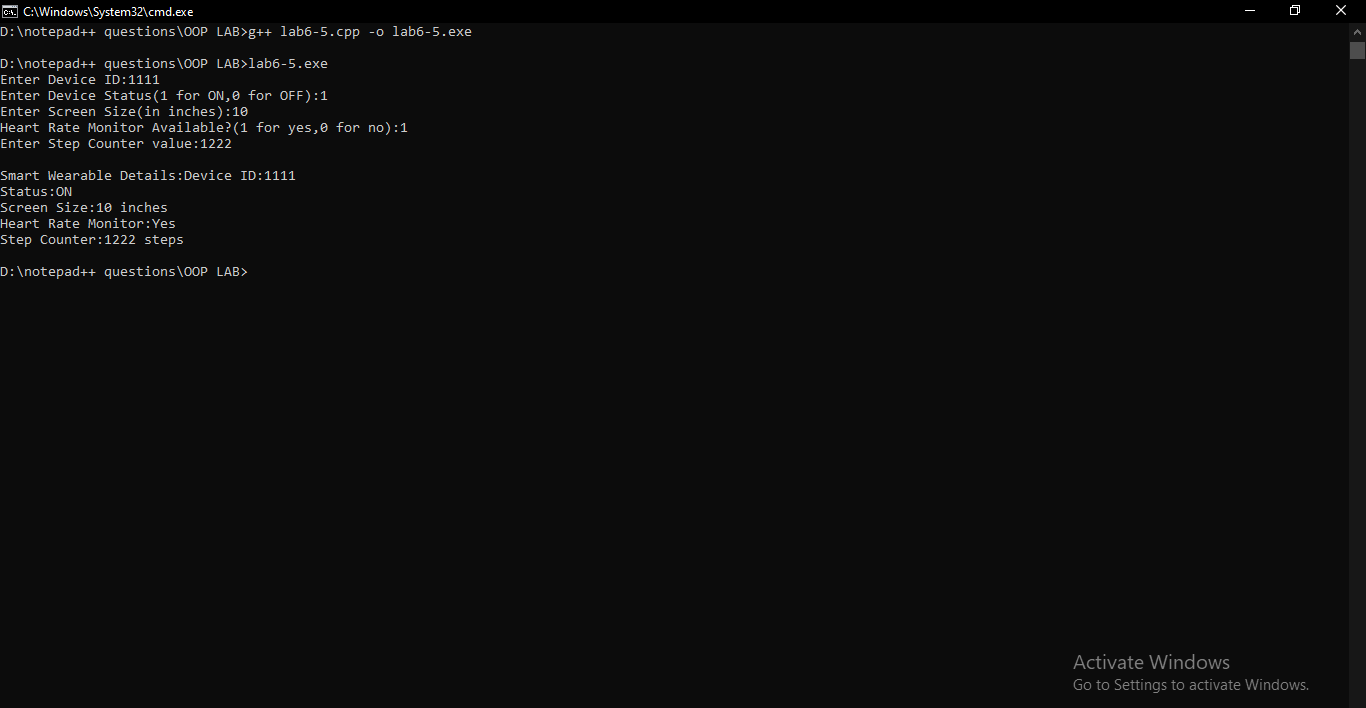 C:\Windows\System32\cmd.exe
D:\notepad++ questions\OOP LAB>g++ lab6-5.cpp -o lab6-5.exe
D:\notepad++ questions\OOP LAB>lab6-5.exe
Enter Device ID:1111
Enter Device Status(1 for ON,0 for OFF):1
Enter Screen Size(in inches):10
Heart Rate Monitor Available?(1 for yes,0 for no):1
Enter Step Counter value:1222
Smart Wearable Details:Device ID:1111
Status:ON
Screen Size:10 inches
Heart Rate Monitor:Yes
Step Counter:1222 steps
D:\notepad++ questions\OOP LAB>
Activate Windows
Go to Settings to activate Windows.